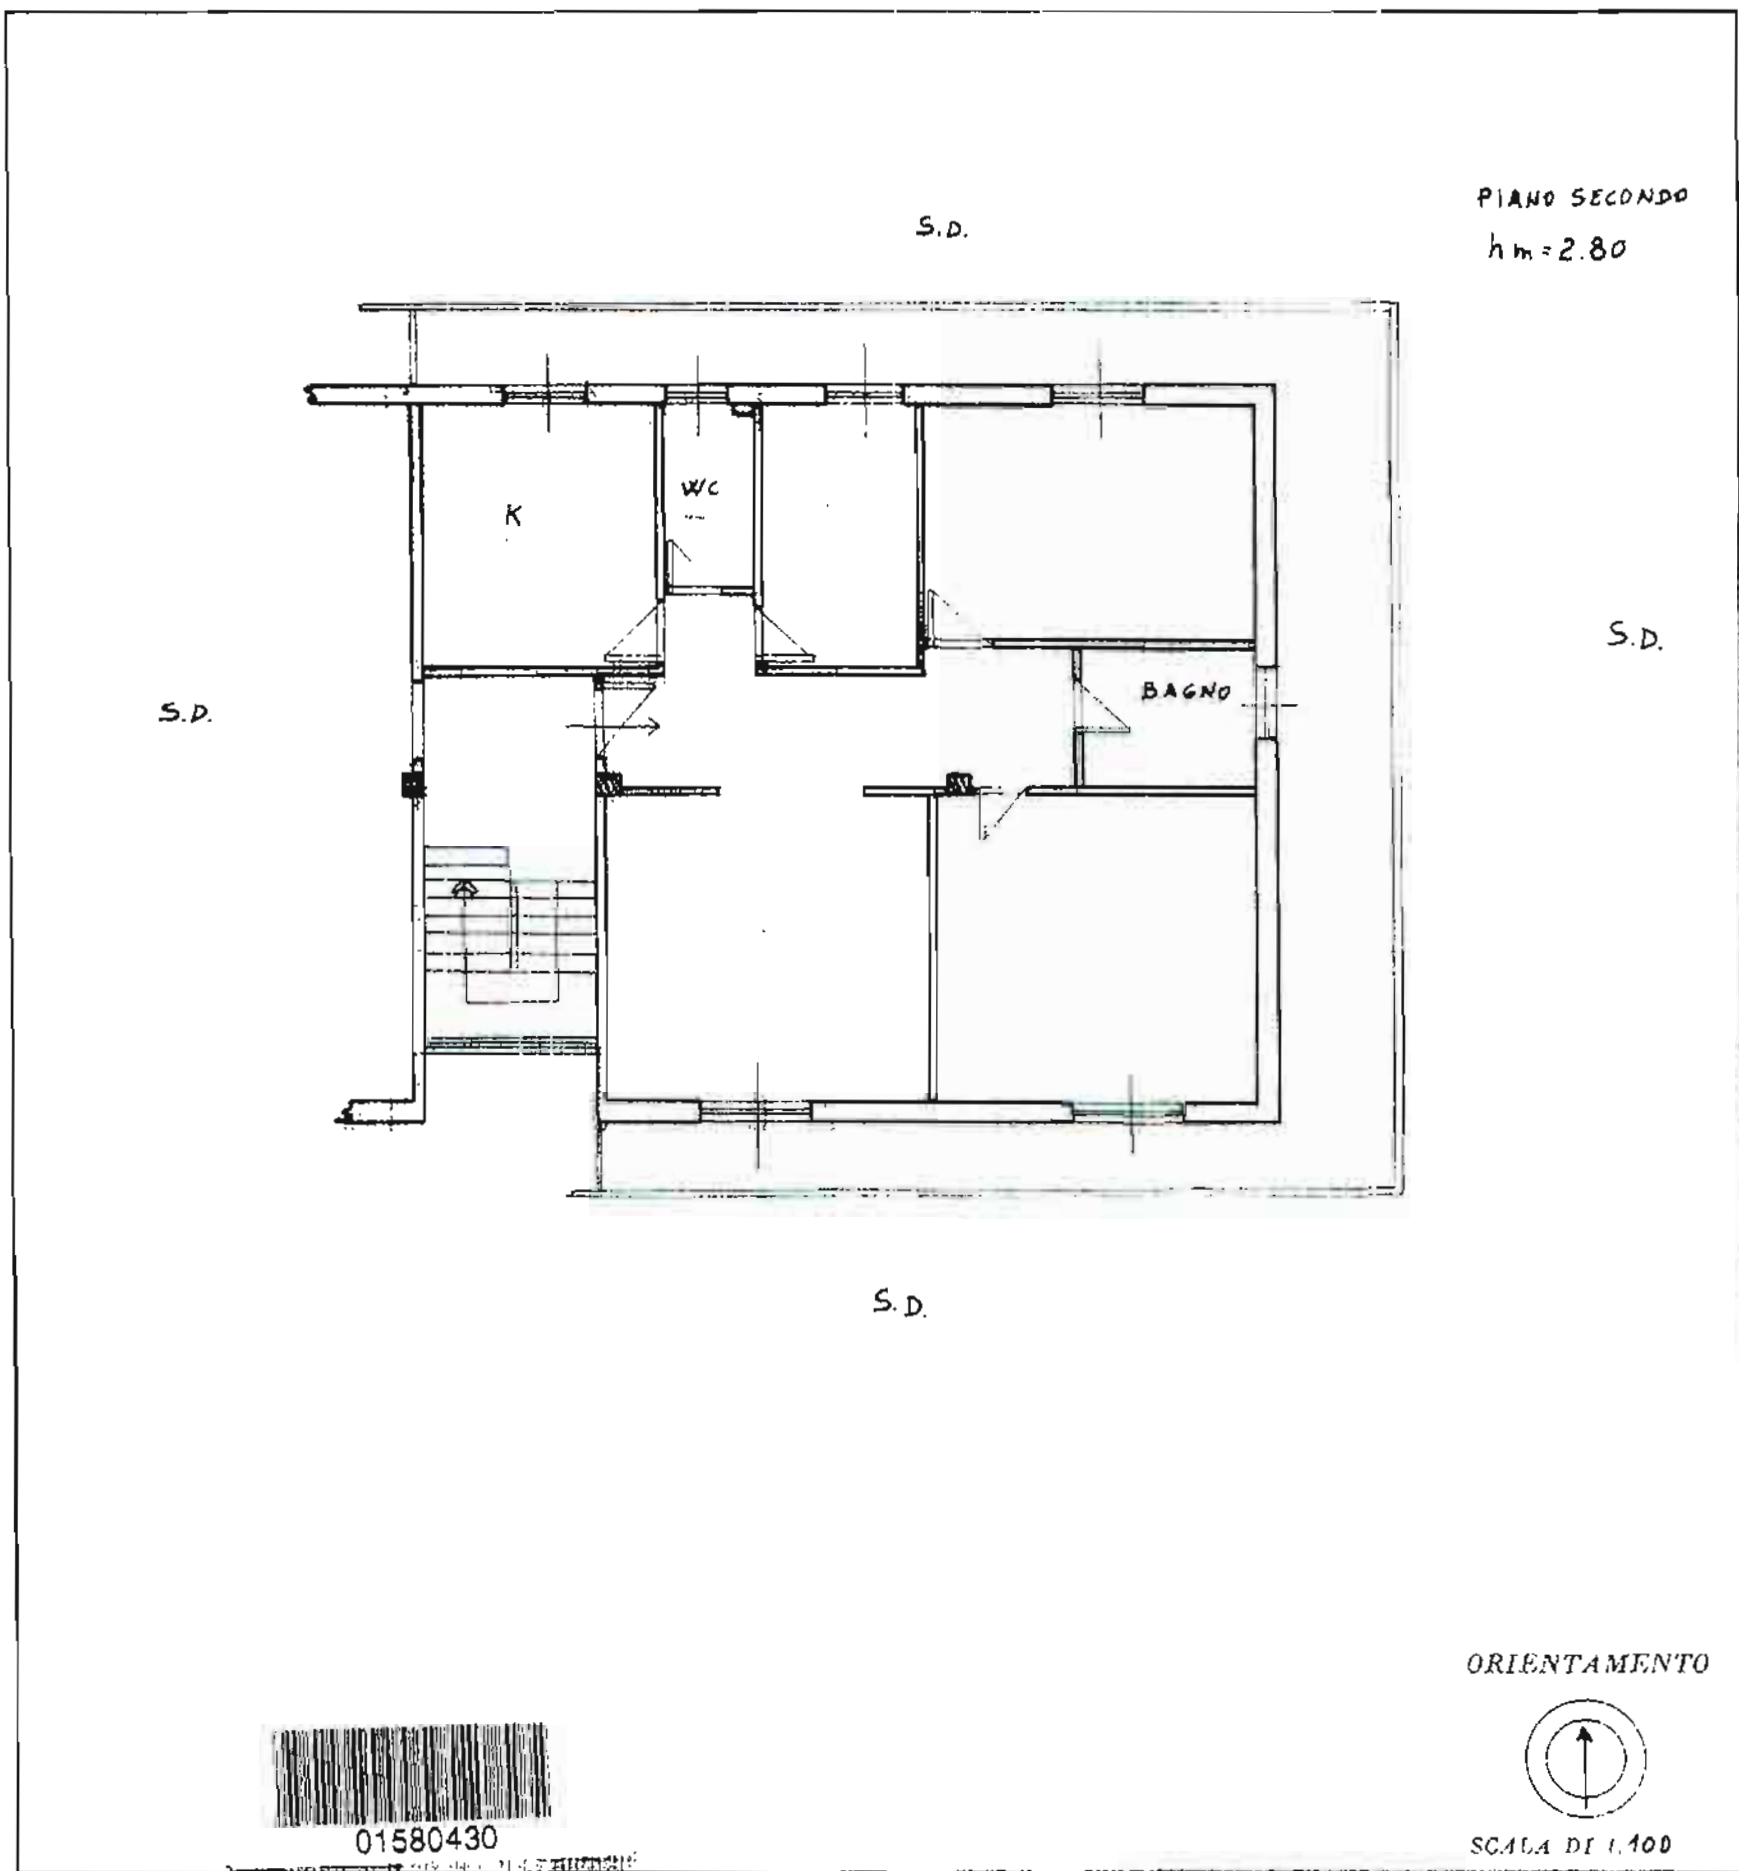 PIANO SECONDO
hm=2.80
S.D.
K
WC
S.D.
BAGNO
S.D.
S.D.
ORIENTAMENTO
01580430
SCALA DI 1.100